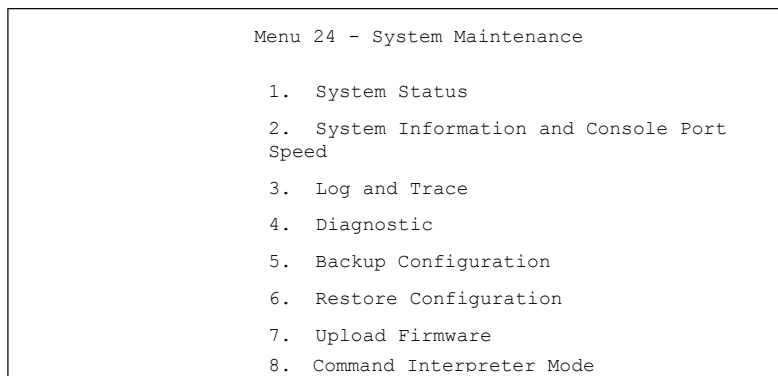 Menu 24 - System Maintenance
1. System Status
2. System Information and Console Port
Speed
3. Log and Trace
4. Diagnostic
5. Backup Configuration
6. Restore Configuration
7. Upload Firmware
8. Command Interpreter Mode